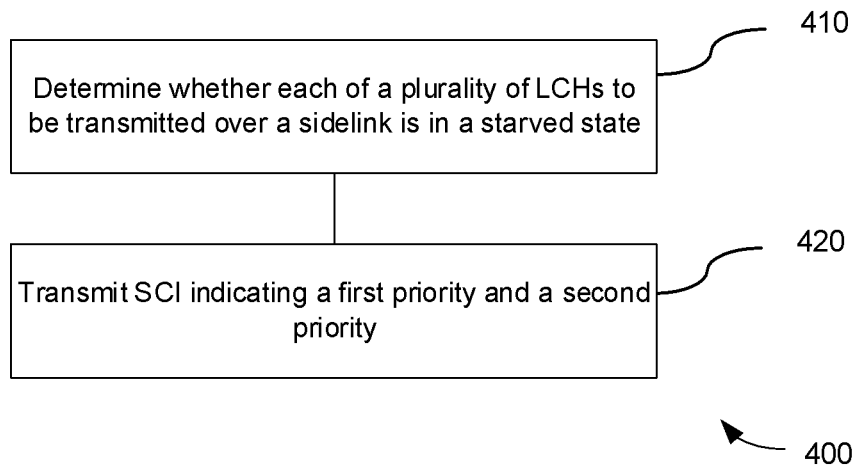 410
Determine whether each of a plurality of LCHs to
be transmitted over a sidelink is in a starved state
420
Transmit SCI indicating a first priority and a second
priority
400